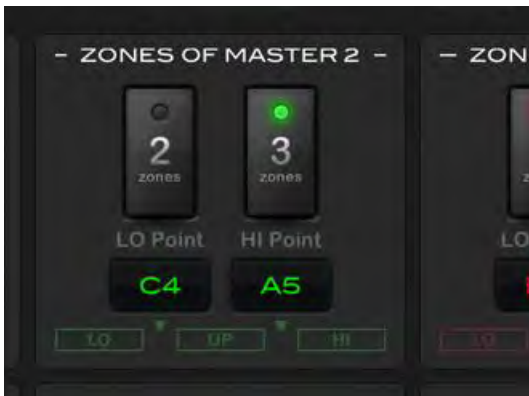 – ZONES OF MASTER 2 –
– ZON
2
zones
3
zones
LO Point
HI Point
LO
C4
A5
LO
UP
HI
LO